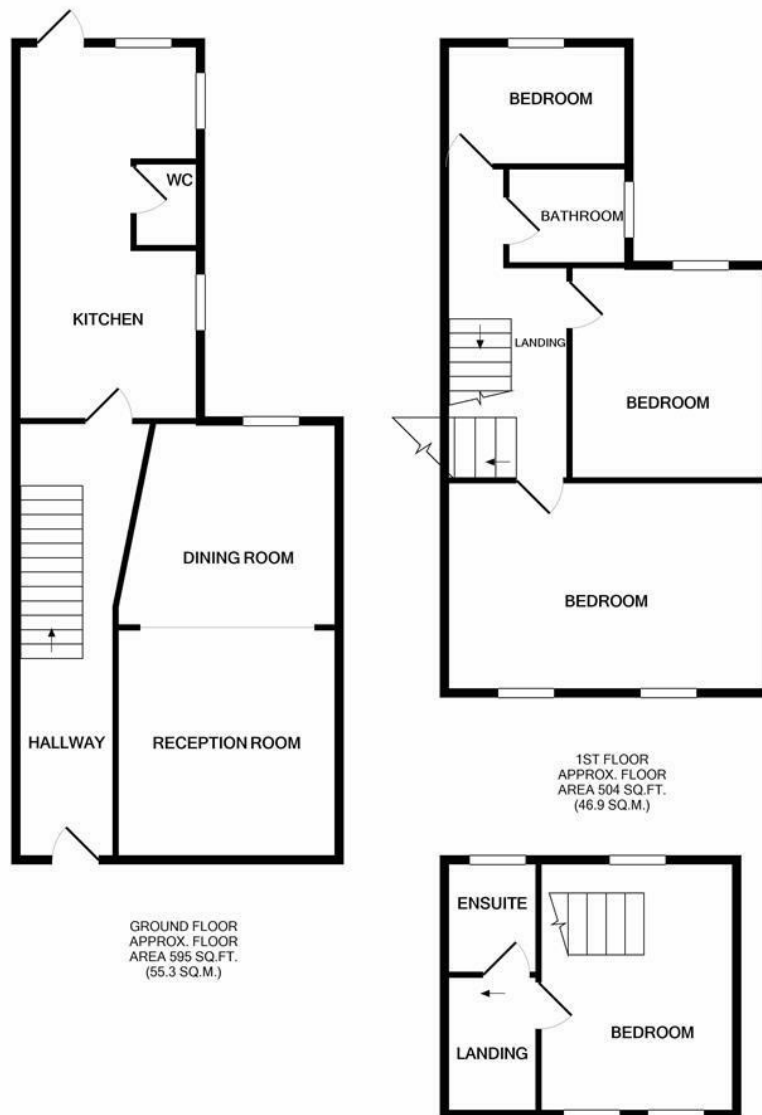 WC
KITCHEN
DINING ROOM
HALLWAY
RECEPTION ROOM
GROUND FLOOR
APPROX. FLOOR
AREA 595 SQ.FT.
(55.3 SQ.M.)
BEDROOM
BATHROOM
LANDING
BEDROOM
BEDROOM
1ST FLOOR
APPROX. FLOOR
AREA 504 SQ.FT.
(46.9 SQ.M.)
ENSUITE
BEDROOM
LANDING